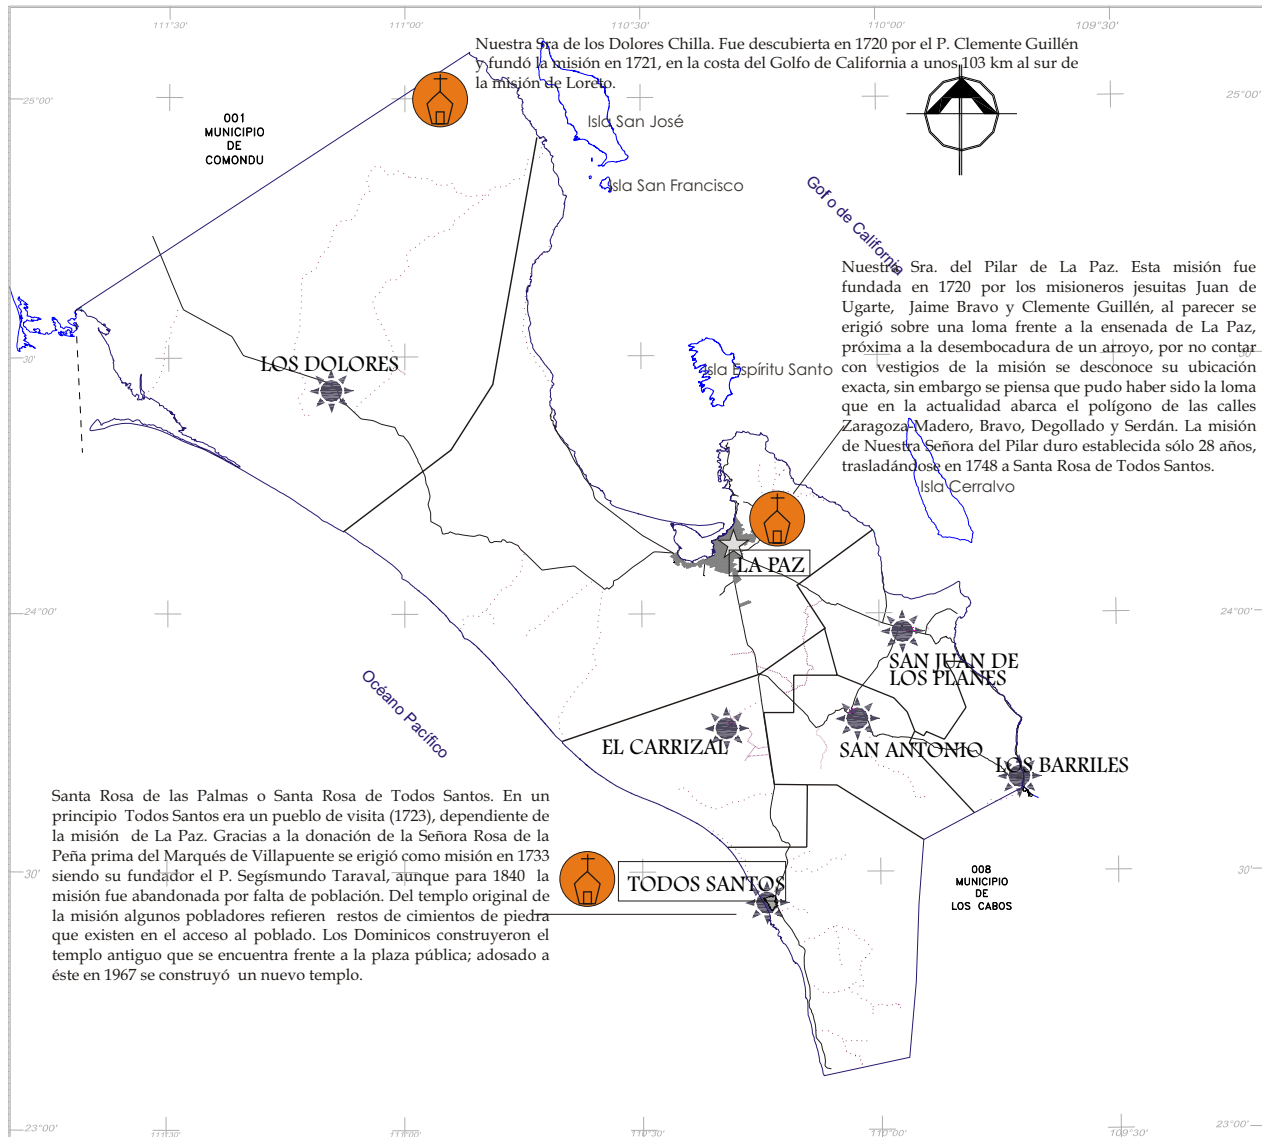 111°30'
111°00'
110°30'
110°00'
109°30'
Nuestra Sra de los Dolores Chilla. Fue descubierta en 1720 por el P. Clemente Guillén
y fundó la misión en 1721, en la costa del Golfo de California a unos 103 km al sur de
la misión de Loreto.
25°00'
25°00'
001
MUNICIPIO
DE
COMONDU
Isla San José
Isla San Francisco
Golfo de California
Nuestra Sra. del Pilar de La Paz. Esta misión fue
fundada en 1720 por los misioneros jesuitas Juan de
Ugarte, Jaime Bravo y Clemente Guillén, al parecer se
erigió sobre una loma frente a la ensenada de La Paz,
próxima a la desembocadura de un arroyo, por no contar
con vestigios de la misión se desconoce su ubicación
exacta, sin embargo se piensa que pudo haber sido la loma
que en la actualidad abarca el polígono de las calles
Zaragoza-Madero, Bravo, Degollado y Serdán. La misión
de Nuestra Señora del Pilar duro establecida sólo 28 años,
trasladándose en 1748 a Santa Rosa de Todos Santos.
30'
30'
LOS DOLORES
Isla Espíritu Santo
Isla Cerralvo
LA PAZ
24°00'
24°00'
SAN JUAN DE
LOS PLANES
Océano Pacífico
EL CARRIZAL
SAN ANTONIO
LOS BARRILES
Santa Rosa de las Palmas o Santa Rosa de Todos Santos. En un
principio Todos Santos era un pueblo de visita (1723), dependiente de
la misión de La Paz. Gracias a la donación de la Señora Rosa de la
Peña prima del Marqués de Villapuente se erigió como misión en 1733
siendo su fundador el P. Segísmundo Taraval, aunque para 1840 la
misión fue abandonada por falta de población. Del templo original de
la misión algunos pobladores refieren restos de cimientos de piedra
que existen en el acceso al poblado. Los Dominicos construyeron el
templo antiguo que se encuentra frente a la plaza pública; adosado a
éste en 1967 se construyó un nuevo templo.
30'
30'
TODOS SANTOS
008
MUNICIPIO
DE
LOS CABOS
23°00'
23°00'
111°30'
111°00'
110°30'
110°00'
109°30'